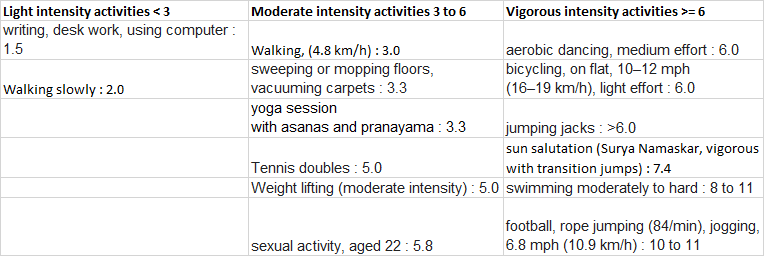 Light intensity activities < 3 Moderate intensity activities 3 to 6 Vigorous intensity activities >= 6
writing, desk work, using computer :
1.5
Walking, (4.8 km/h) : 3.0
aerobic dancing, medium effort : 6.0
Walking slowly : 2.0
sweeping or mopping floors,
vacuuming carpets : 3.3
bicycling, on flat, 10–12 mph
(16–19 km/h), light effort : 6.0
yoga session
with asanas and pranayama : 3.3
jumping jacks : >6.0
Tennis doubles : 5.0
sun salutation (Surya Namaskar, vigorous
with transition jumps) : 7.4
Weight lifting (moderate intensity) : 5.0
swimming moderately to hard : 8 to 11
sexual activity, aged 22 : 5.8
football, rope jumping (84/min), jogging,
6.8 mph (10.9 km/h) : 10 to 11